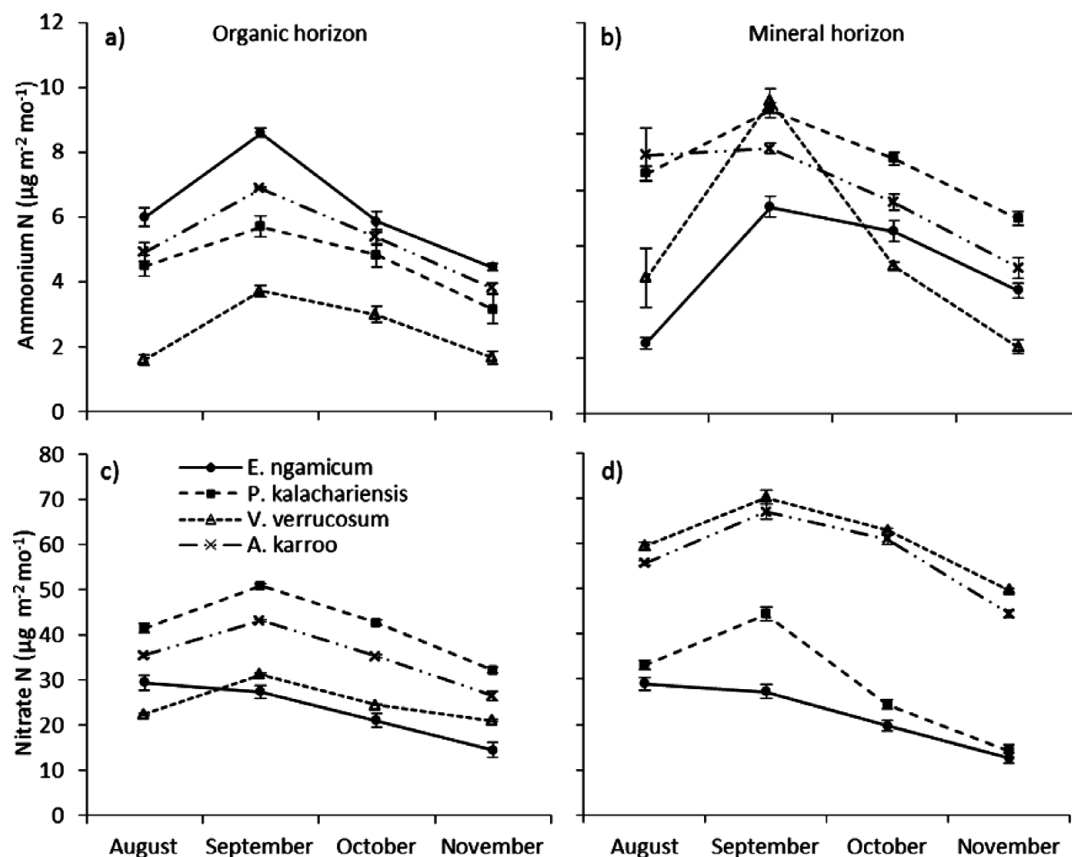 a) Organic horizon
b) Mineral horizon
Ammonium N (µg m-2 mo-1)
12
10
8
6
4
2
0
c)
d)
E. ngamicum
P. kalachariensis
V. verrucosum
A. karroo
Nitrate N (µg m-2 mo-1)
80
70
60
50
40
30
20
10
0
August September October November
August September October November